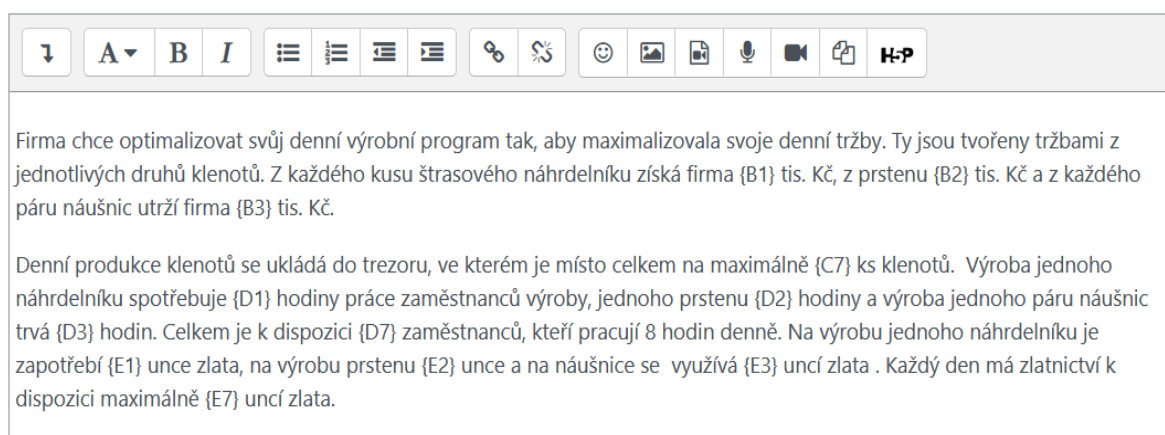 A B I H5P
Firma chce optimalizovat svůj denní výrobní program tak, aby maximalizovala svoje denní tržby. Ty jsou tvořeny tržbami z
jednotlivých druhů klenotů. Z každého kusu štrasového náhrdelníku získá firma {B1} tis. Kč, z prstenu {B2} tis. Kč a z každého
páru náušnic utrží firma {B3} tis. Kč.
Denní produkce klenotů se ukládá do trezoru, ve kterém je místo celkem na maximálně {C7} ks klenotů.  Výroba jednoho
náhrdelníku spotřebuje {D1} hodiny práce zaměstnanců výroby, jednoho prstenu {D2} hodiny a výroba jednoho páru náušnic
trvá {D3} hodin. Celkem je k dispozici {D7} zaměstnanců, kteří pracují 8 hodin denně. Na výrobu jednoho náhrdelníku je
zapotřebí {E1} unce zlata, na výrobu prstenu {E2} unce a na náušnice se  využívá {E3} uncí zlata . Každý den má zlatnictví k
dispozici maximálně {E7} uncí zlata.